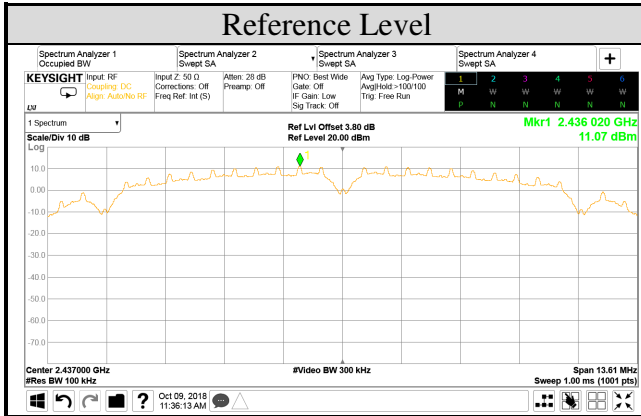 Reference Level
Spectrum Analyzer 1
Occupied BW
Spectrum Analyzer 2
Swept SA
Spectrum Analyzer 3
Swept SA
Spectrum Analyzer 4
Swept SA
KEYSIGHT
LXI
Input: RF
Coupling: DC
Align: Auto/No RF
Input Z: 50 Ω
Corrections: Off
Freq Ref: Int (S)
Atten: 28 dB
Preamp: Off
PNO: Best Wide
Gate: Off
IF Gain: Low
Sig Track: Off
Avg Type: Log-Power
Avg|Hold:>100/100
Trig: Free Run
1 2 3 4 5 6
M W W W W W
P N N N N N
1 Spectrum
Scale/Div 10 dB
Ref Lvl Offset 3.80 dB
Ref Level 20.00 dBm
Mkr1 2.436 020 GHz
11.07 dBm
Log
10.0
0.00
-10.0
-20.0
-30.0
-40.0
-50.0
-60.0
-70.0
1
Center 2.437000 GHz
#Res BW 100 kHz
#Video BW 300 kHz
Span 13.61 MHz
Sweep 1.00 ms (1001 pts)
?
Oct 09, 2018
11:36:13 AM